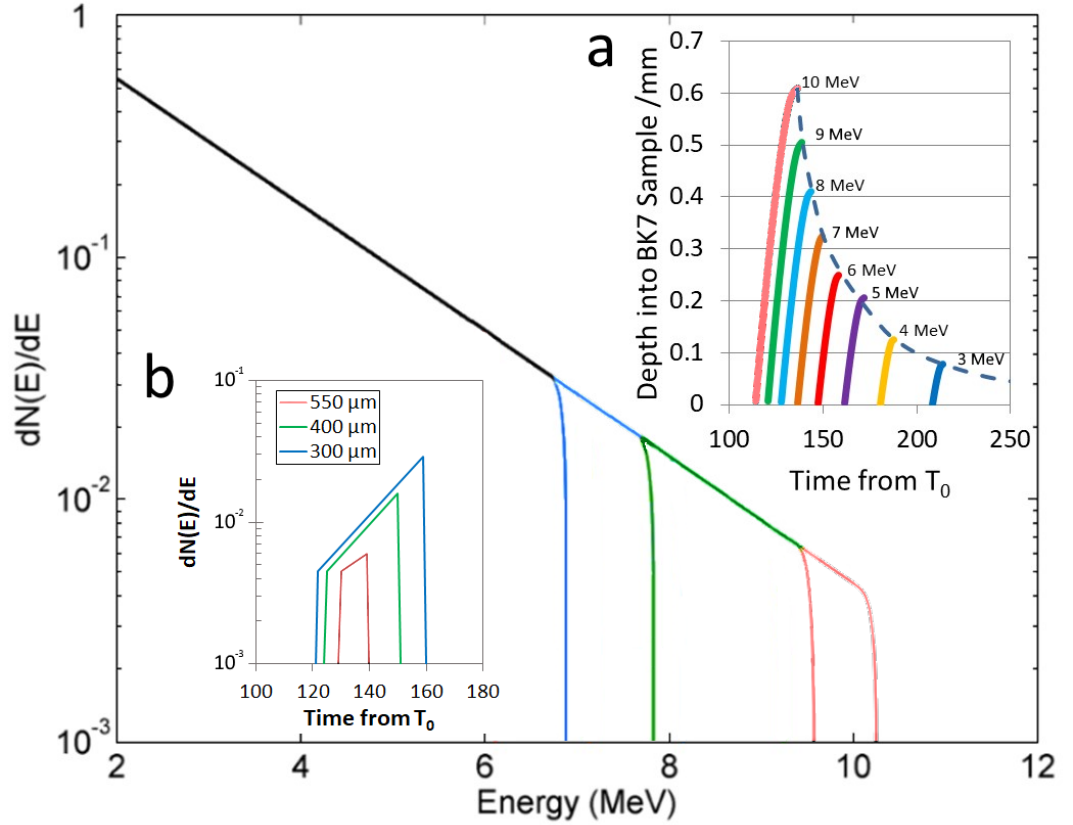 1
10⁻¹
10⁻²
10⁻³
dN(E)/dE
2
4
6
8
10
12
Energy (MeV)
a
0.7
0.6
0.5
0.4
0.3
0.2
0.1
0
Depth into BK7 Sample /mm
10 MeV
9 MeV
8 MeV
7 MeV
6 MeV
5 MeV
4 MeV
3 MeV
100
150
200
250
Time from T₀
b
10⁻¹
10⁻²
10⁻³
dN(E)/dE
550 μm
400 μm
300 μm
100
120
140
160
180
Time from T₀